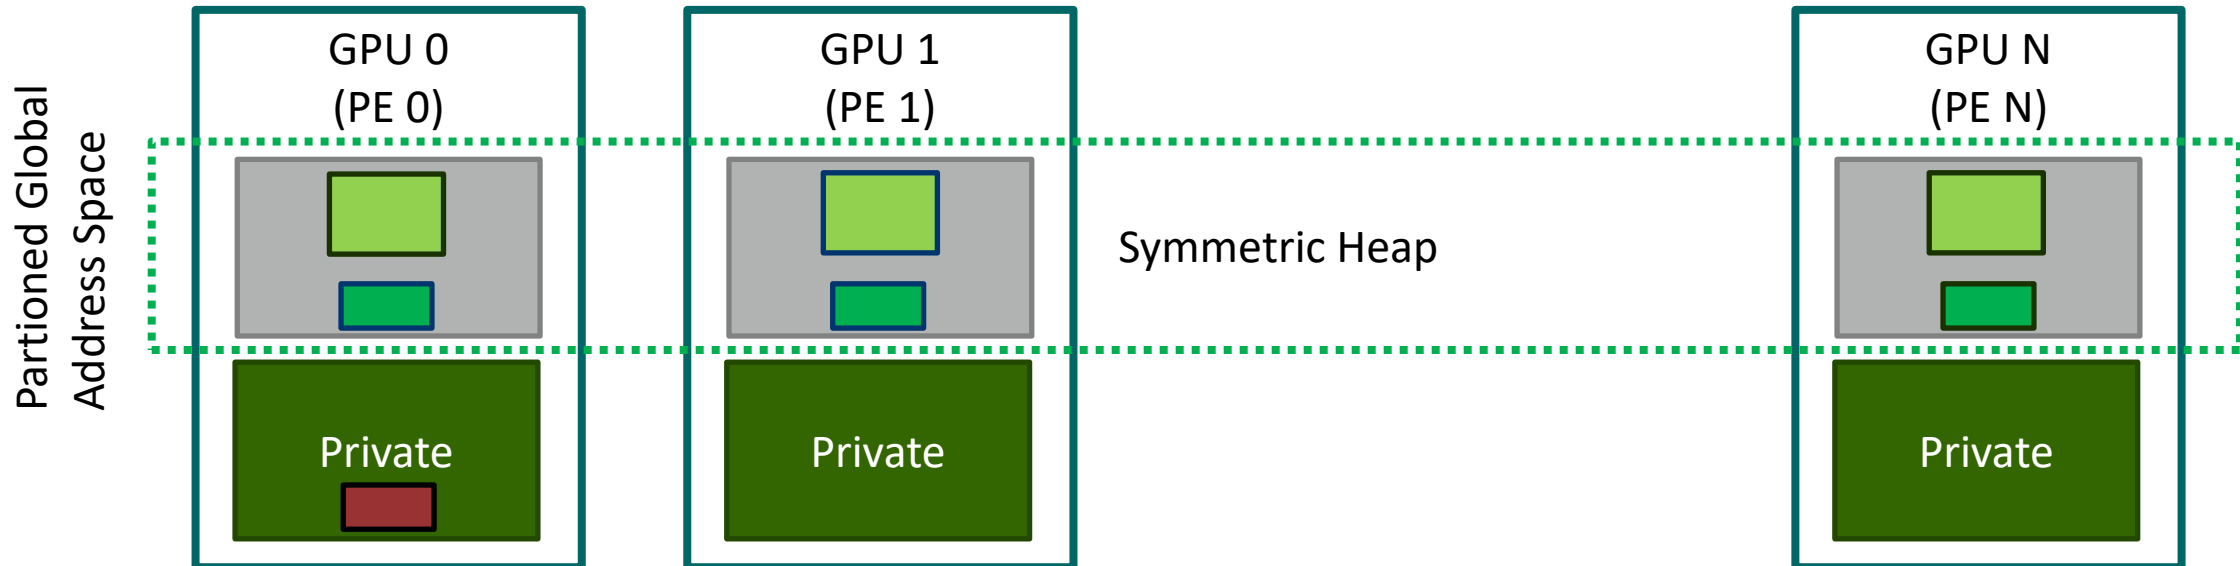 Partioned Global
Address Space
GPU 0
(PE 0)
GPU 1
(PE 1)
GPU N
(PE N)
Symmetric Heap
Private
Private
Private